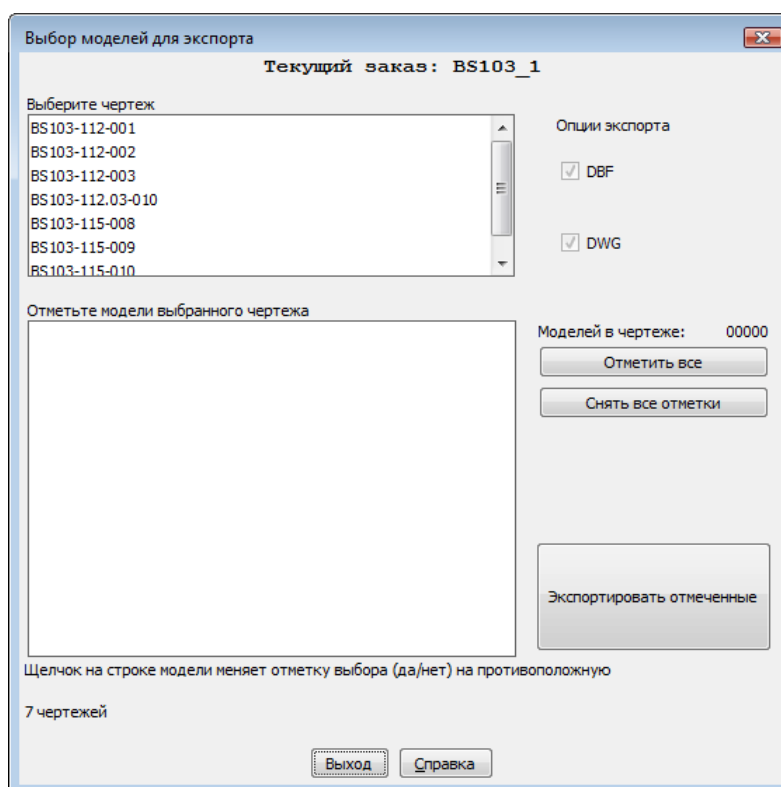 Выбор моделей для экспорта
Текущий заказ: BS103_1
Выберите чертеж
BS103-112-001
BS103-112-002
BS103-112-003
BS103-112.03-010
BS103-115-008
BS103-115-009
BS103-115-010
Опции экспорта
DBF
DWG
Отметьте модели выбранного чертежа
Моделей в чертеже: 00000
Отметить все
Снять все отметки
Экспортировать отмеченные
Щелчок на строке модели меняет отметку выбора (да/нет) на противоположную
7 чертежей
Выход
Справка